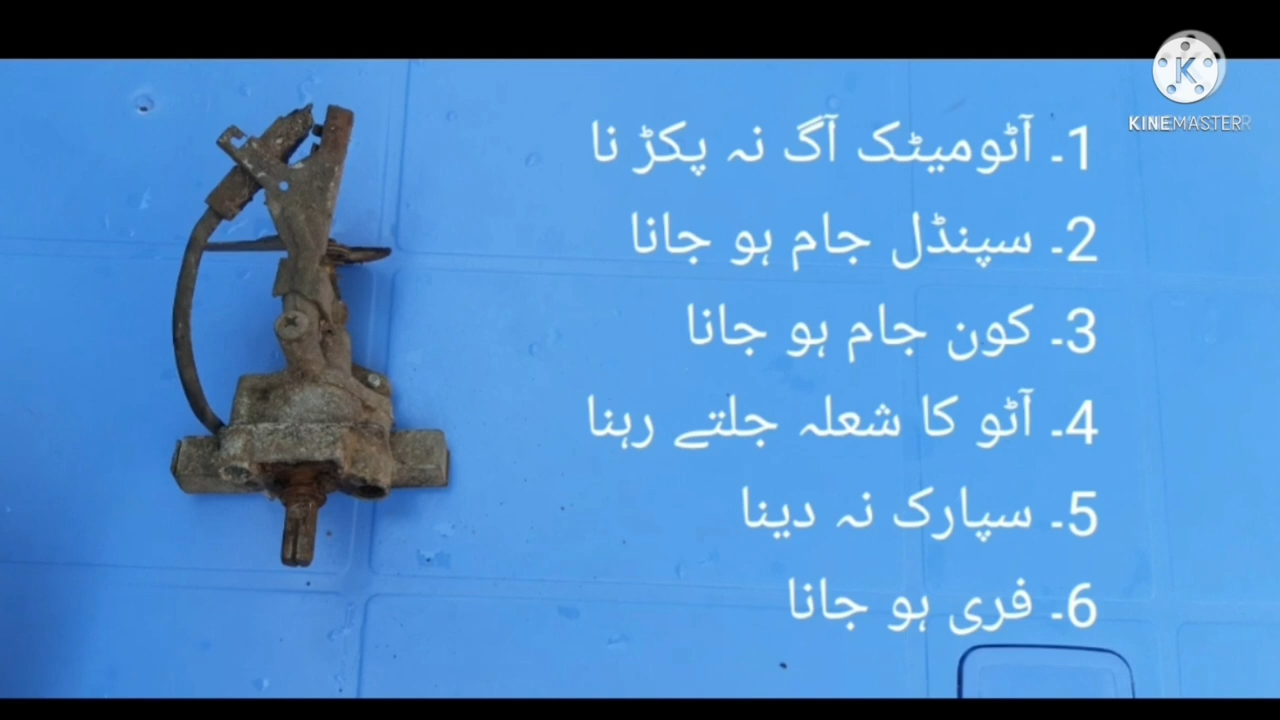 KINEMASTER
1۔ آٹومیٹک آگ نہ پکڑ نا
2۔ سپنڈل جام ہو جانا
3۔ کون جام ہو جانا
4۔ آٹو کا شعلہ جلتے رہنا
5۔ سپارک نہ دینا
6۔ فری ہو جانا